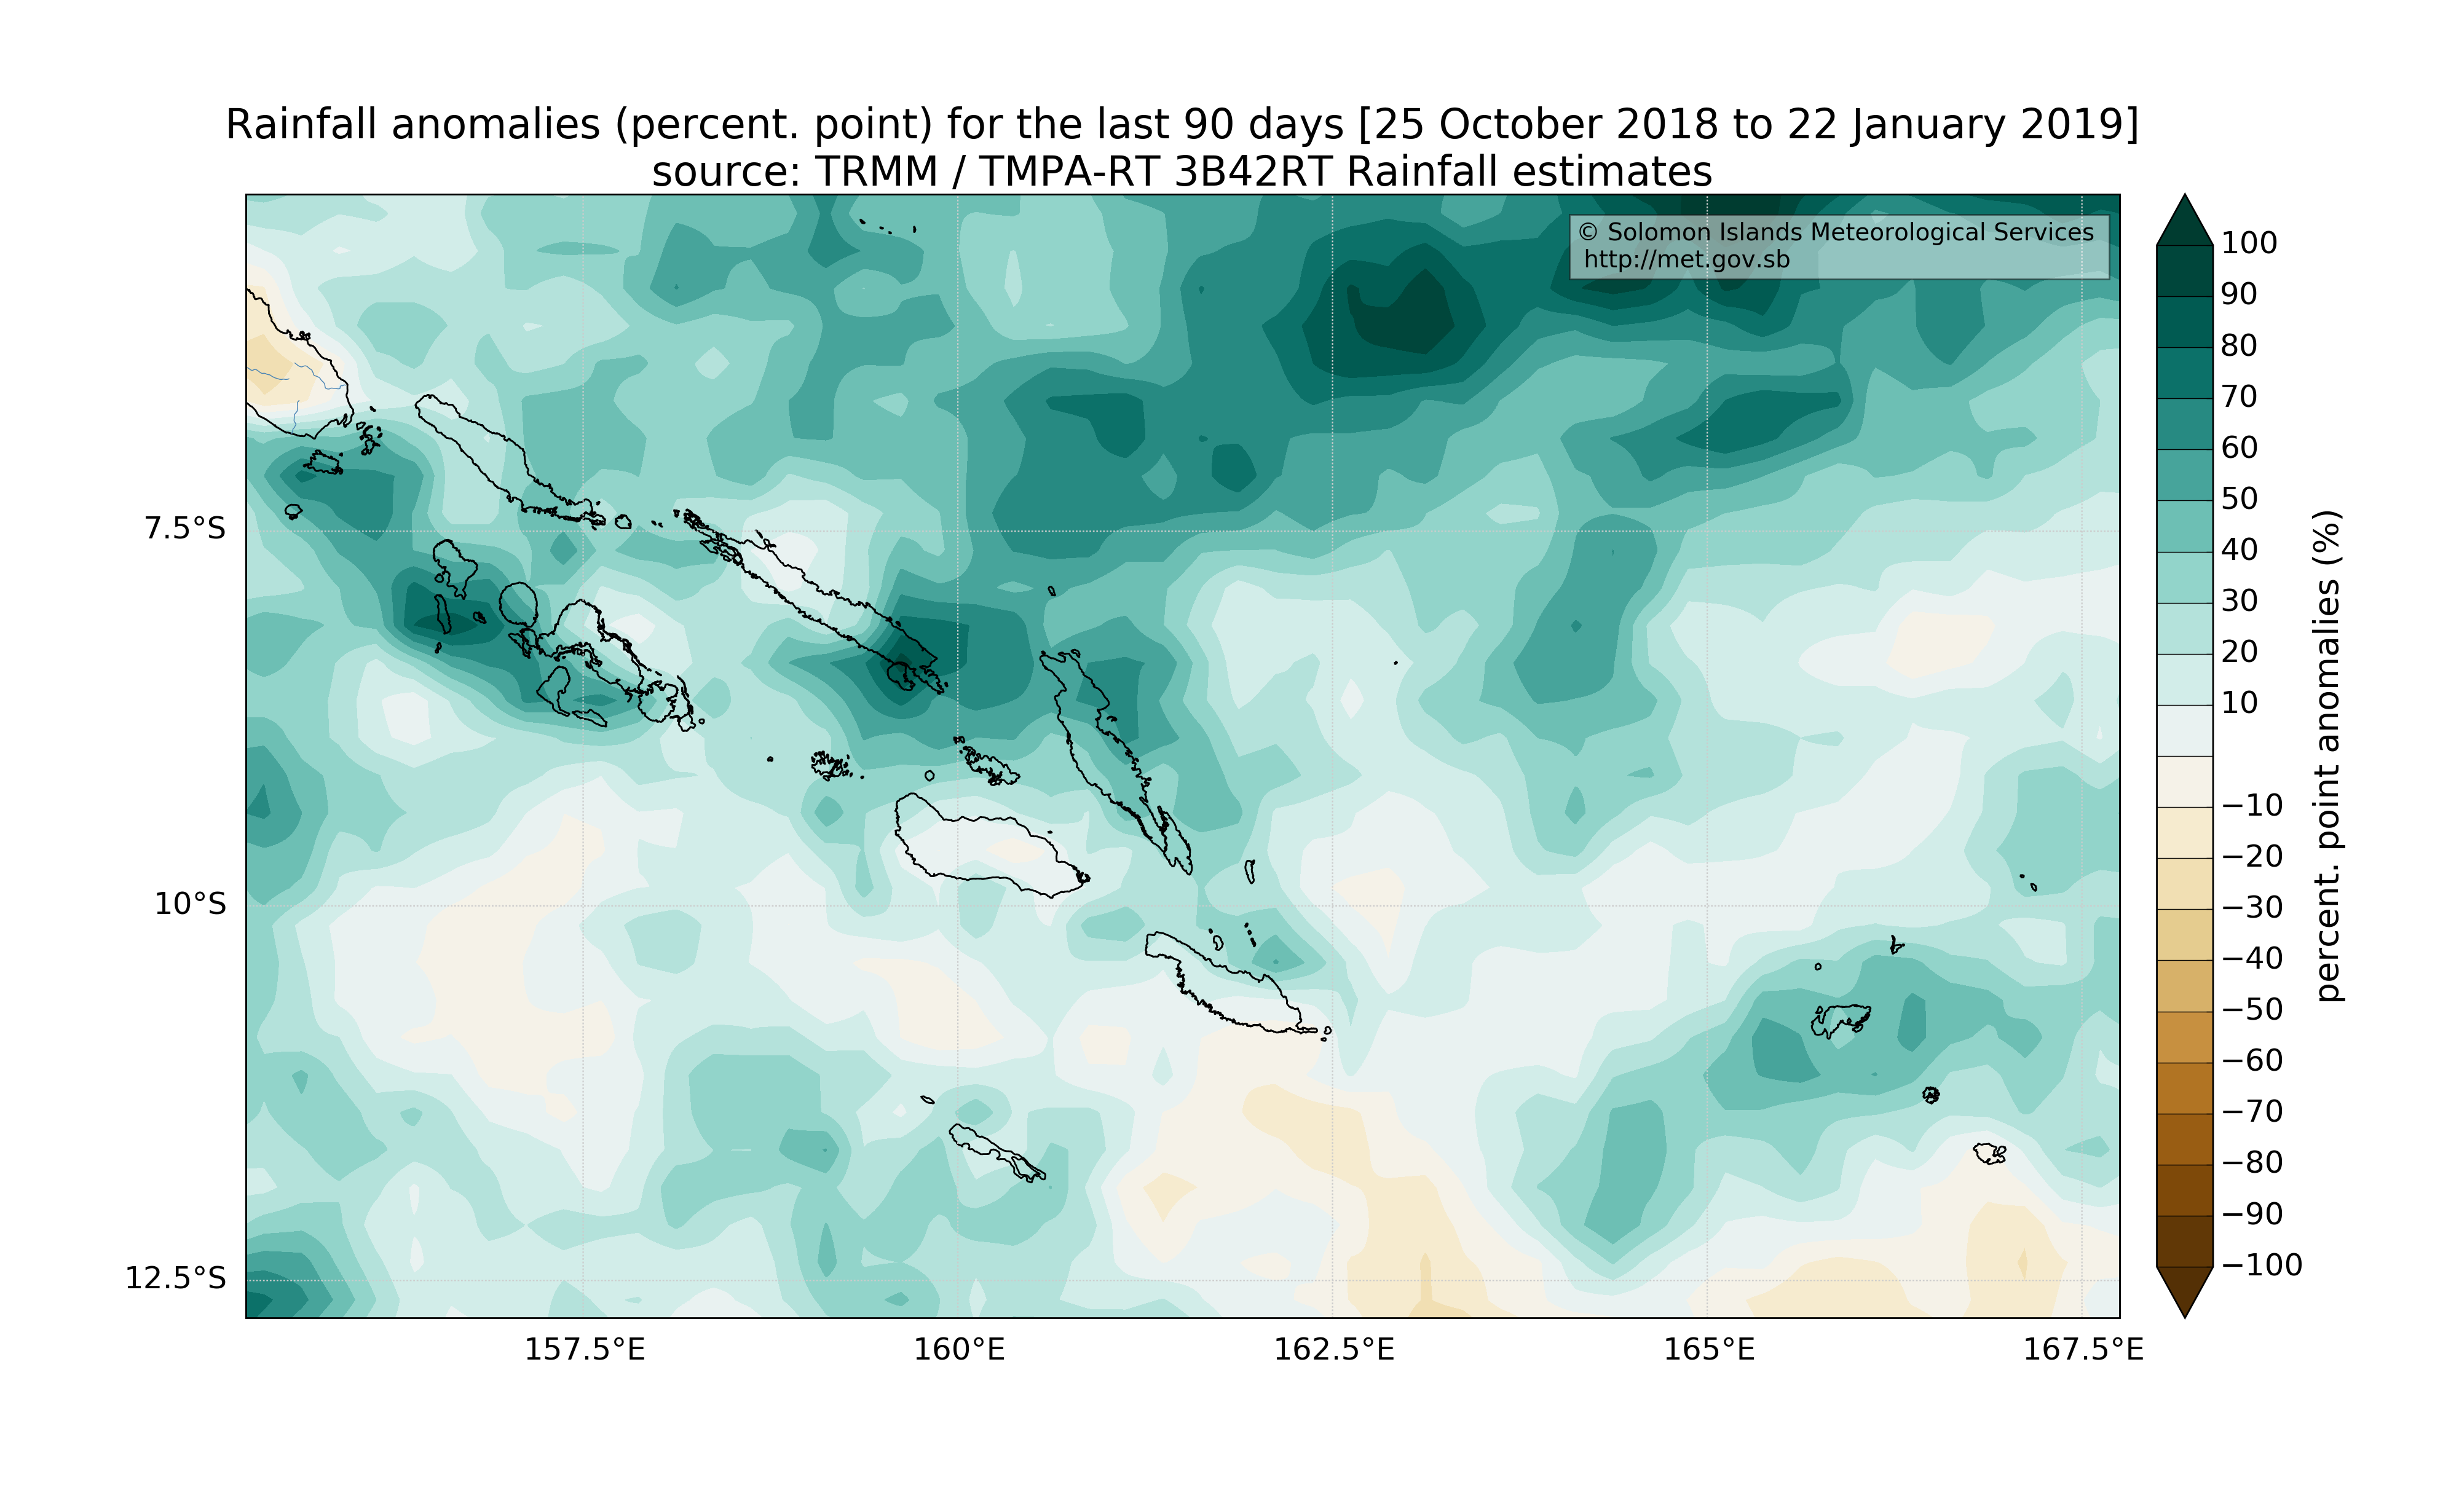 Rainfall anomalies (percent. point) for the last 90 days [25 October 2018 to 22 January 2019]
source: TRMM / TMPA-RT 3B42RT Rainfall estimates
© Solomon Islands Meteorological Services
http://met.gov.sb
7.5°S
10°S
12.5°S
157.5°E
160°E
162.5°E
165°E
167.5°E
100
90
80
70
60
50
40
30
20
10
−10
−20
−30
−40
−50
−60
−70
−80
−90
−100
percent. point anomalies (%)